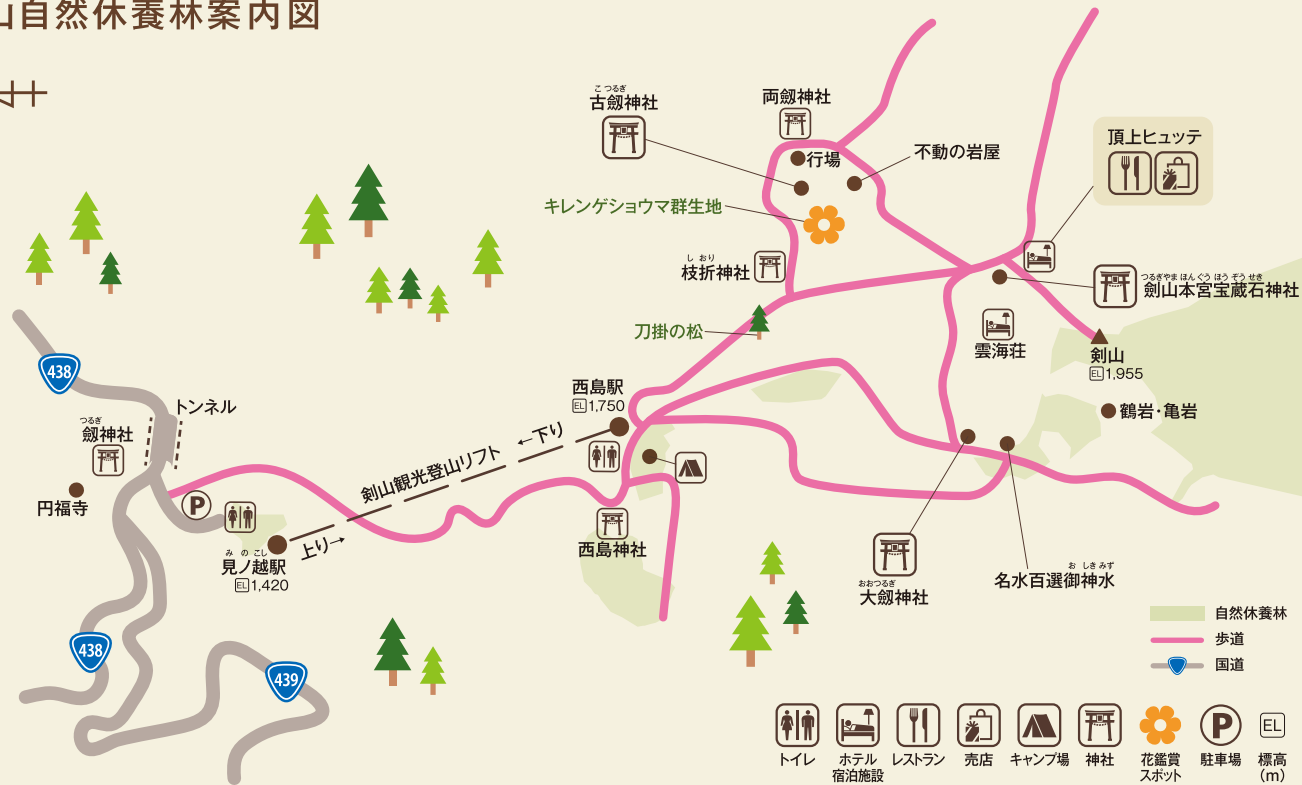 山自然休養林案内図
こ つるぎ
古劔神社
両劔神社
行場
不動の岩屋
頂上ヒュッテ
キレンゲショウマ群生地
し おり
枝折神社
つるぎやま ほんぐう ほう ぞう せき
劔山本宮宝蔵石神社
刀掛の松
雲海荘
剣山
EL 1,955
438
トンネル
西島駅
EL 1,750
鶴岩・亀岩
つるぎ
劔神社
←下り
剣山観光登山リフト
上り→
円福寺
P
み の こし
見ノ越駅
EL 1,420
西島神社
おおつるぎ
大劔神社
お しき みず
名水百選御神水
438
439
自然休養林
歩道
国道
トイレ
ホテル
宿泊施設
レストラン
売店
キャンプ場
神社
花鑑賞
スポット
P
駐車場
EL
標高
(m)